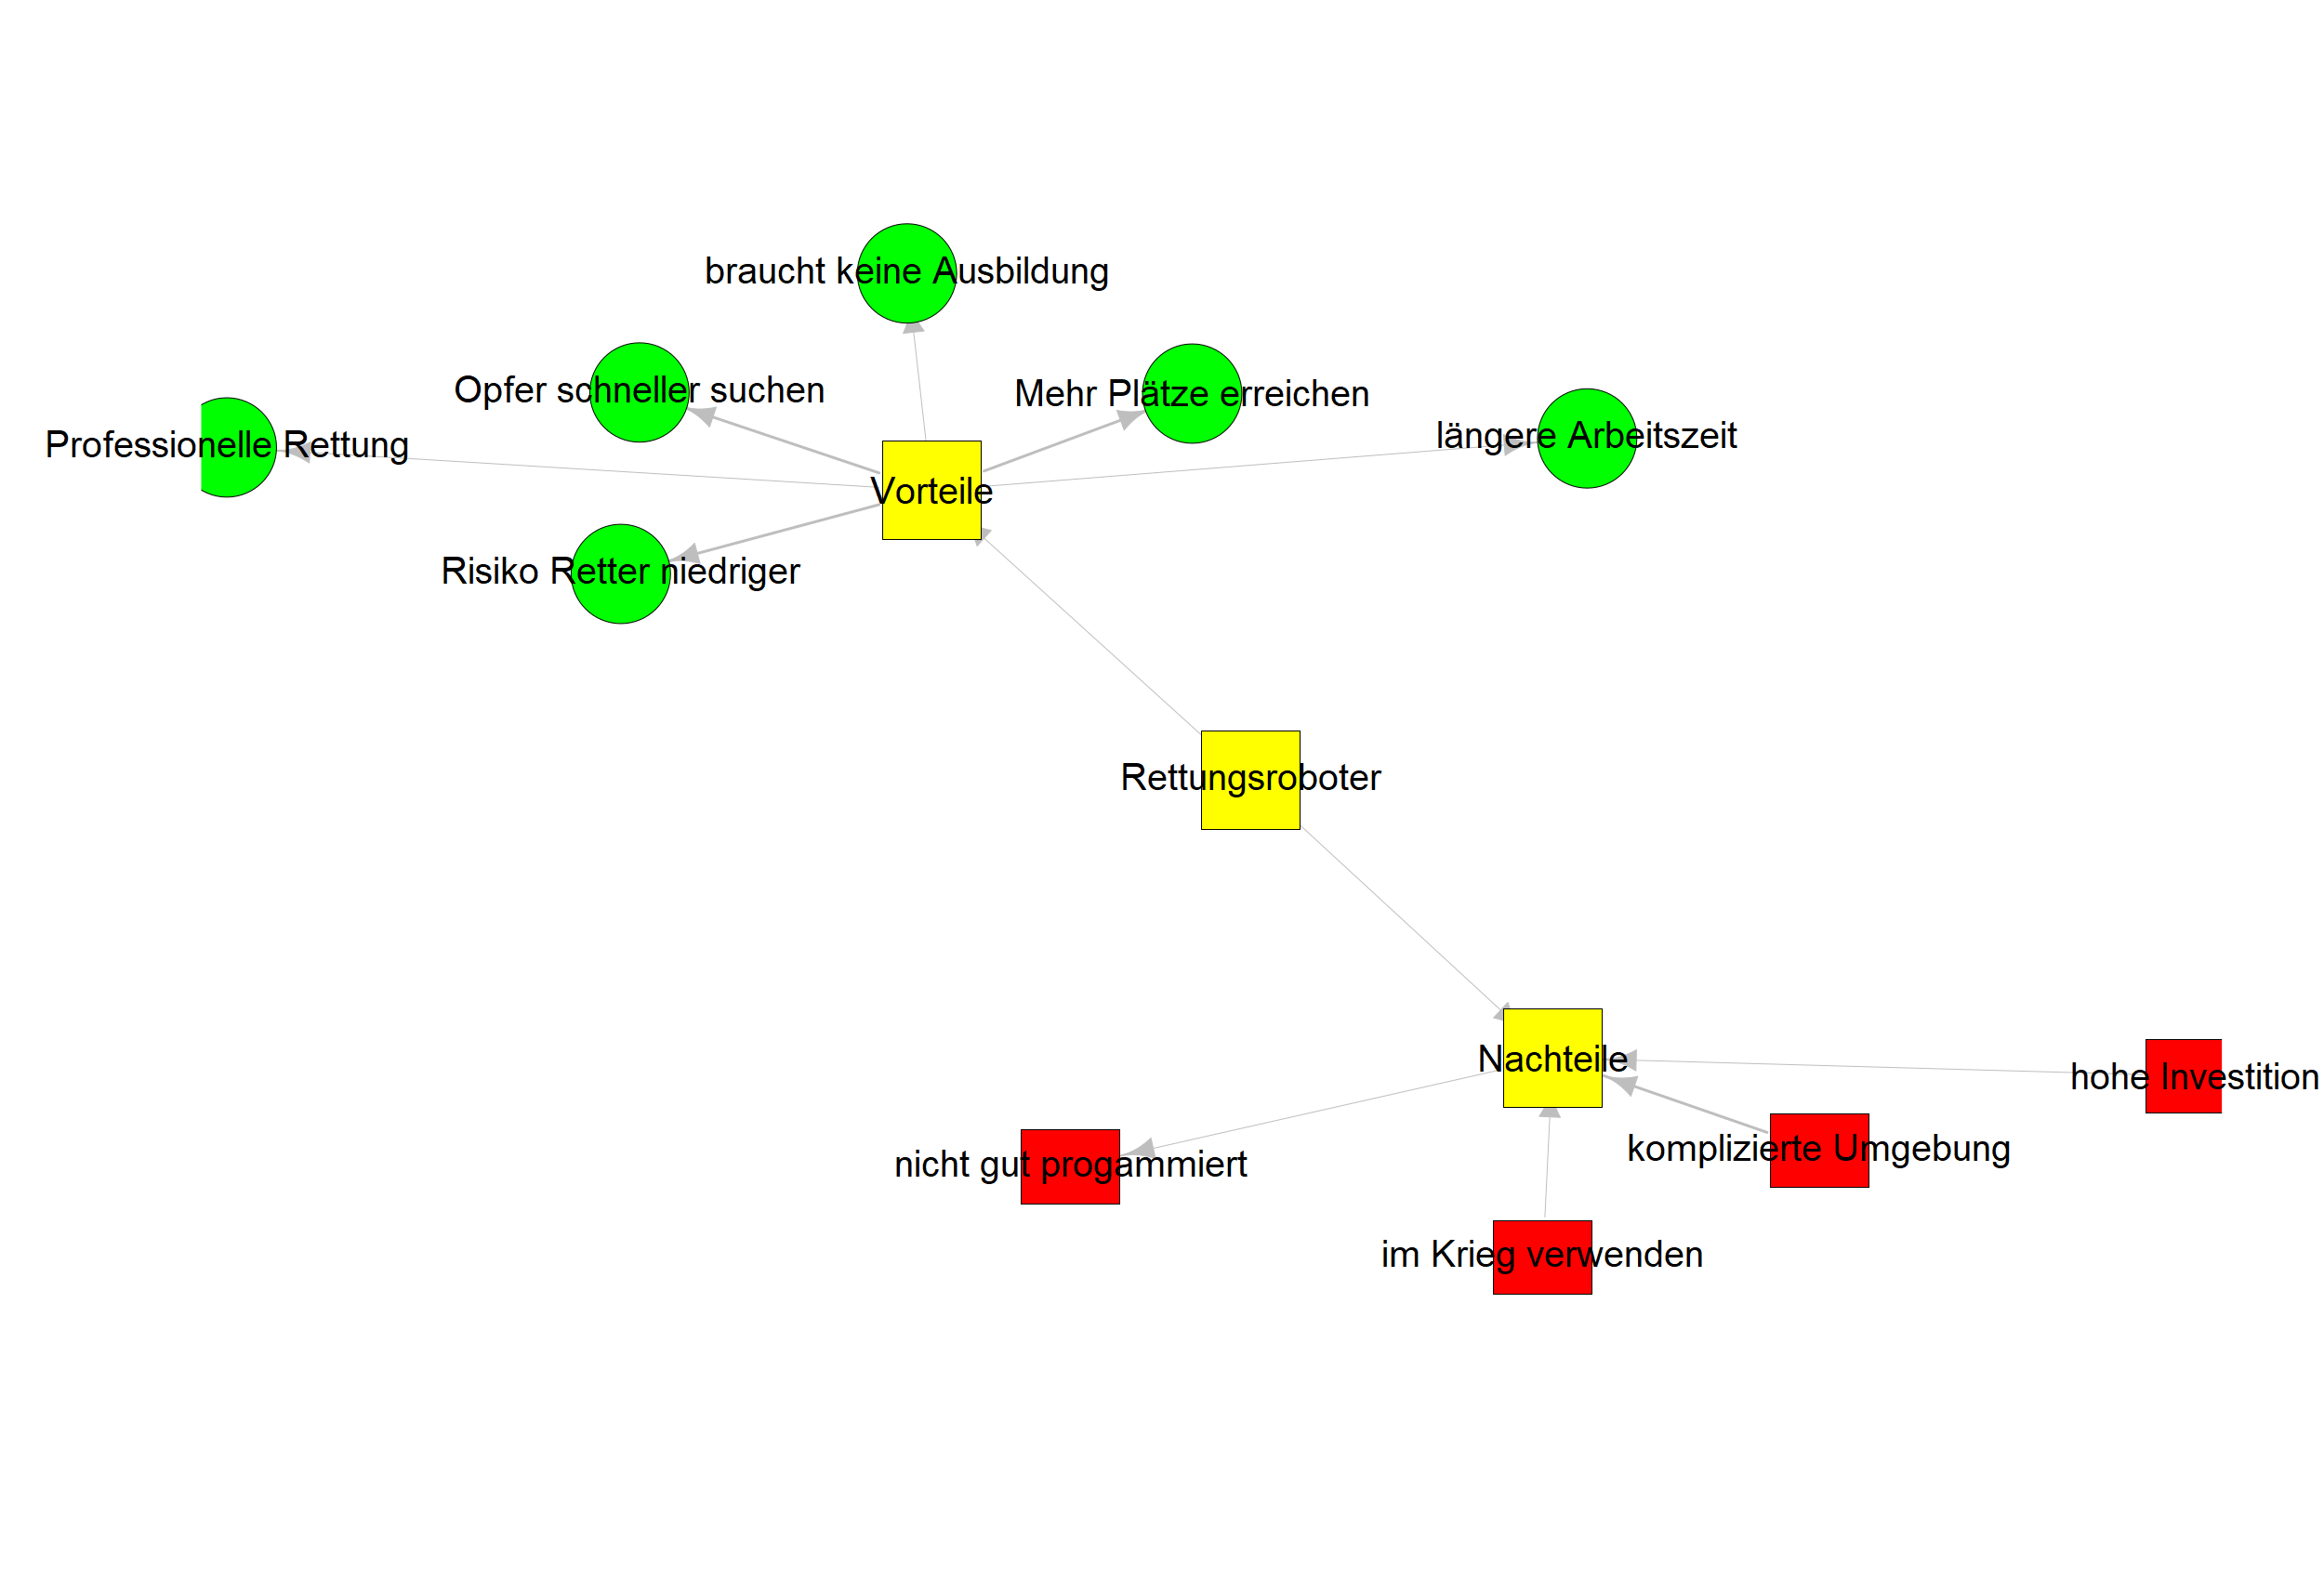 braucht keine Ausbildung
Opfer schneller suchen
Mehr Plätze erreichen
längere Arbeitszeit
Professionelle Rettung
Vorteile
Risiko Retter niedriger
Rettungsroboter
Nachteile
hohe Investition
komplizierte Umgebung
nicht gut progammiert
im Krieg verwenden